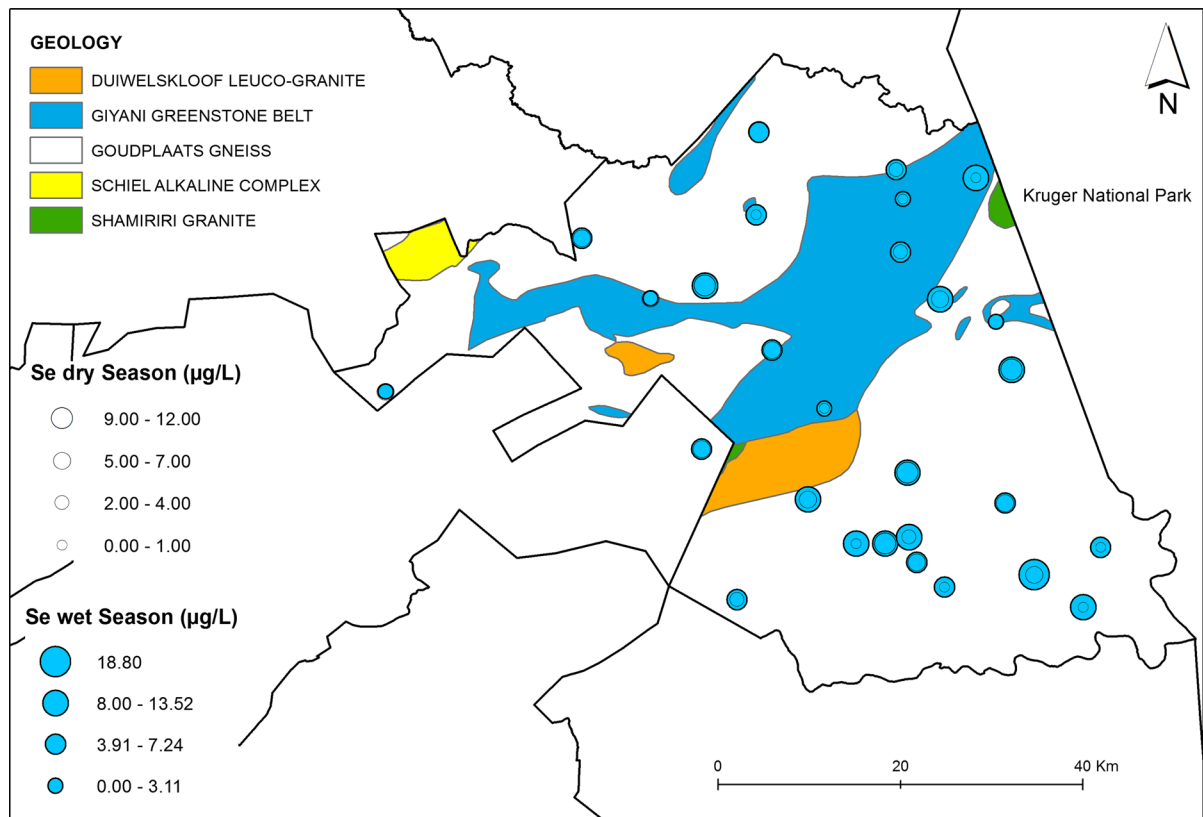 GEOLOGY
DUIWELSKLOOF LEUCO-GRANITE
GIYANI GREENSTONE BELT
GOUDPLAATS GNEISS
SCHIEL ALKALINE COMPLEX
SHAMIRIRI GRANITE
N
Kruger National Park
Se dry Season (µg/L)
9.00 - 12.00
5.00 - 7.00
2.00 - 4.00
0.00 - 1.00
Se wet Season (µg/L)
18.80
8.00 - 13.52
3.91 - 7.24
0.00 - 3.11
0 20 40 Km